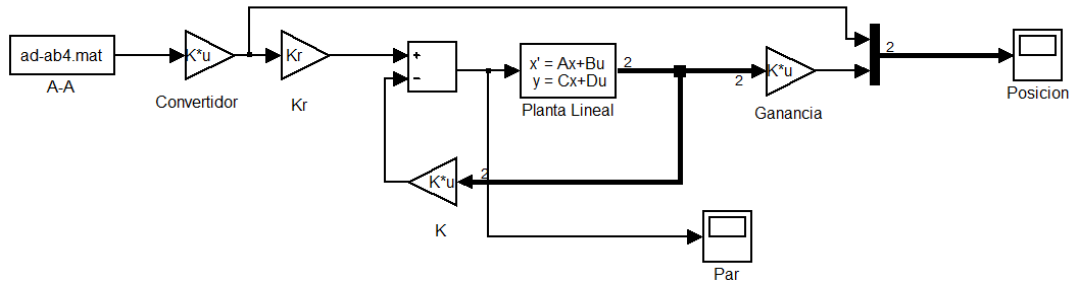 ad-ab4.mat
A-A
K*u
Convertidor
Kr
Kr
+
−
x' = Ax+Bu
y = Cx+Du
Planta Lineal
2
2
K*u
Ganancia
2
Posicion
K*u
2
K
Par